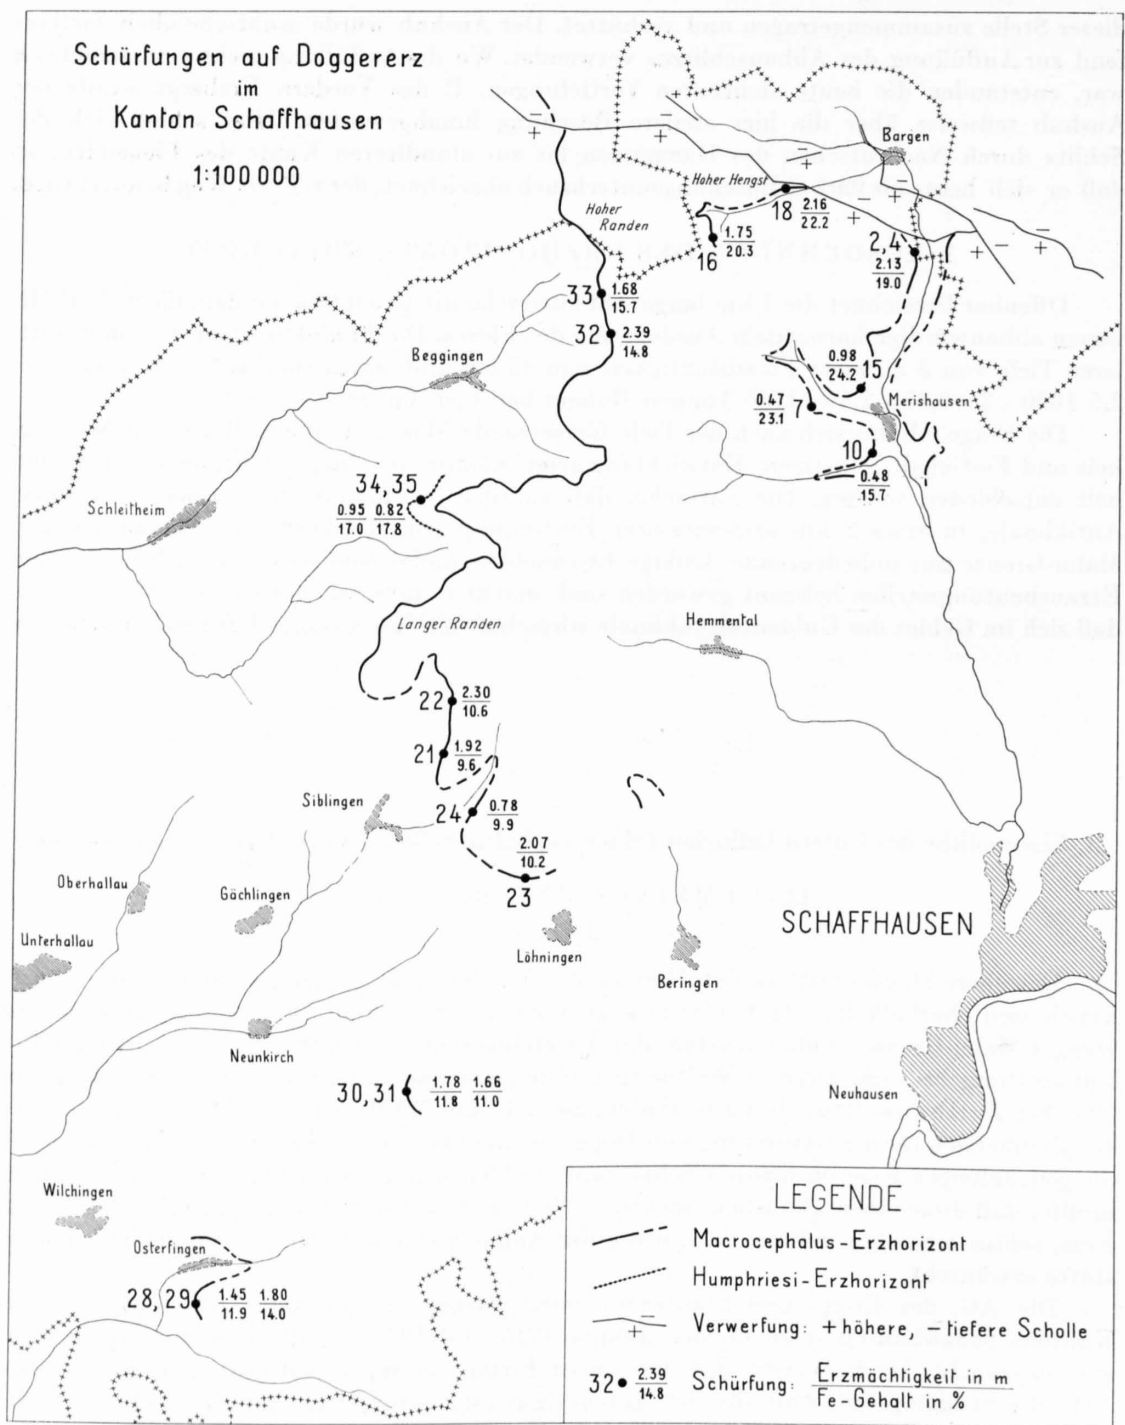 Schürfungen auf Doggererz
im
Kanton Schaffhausen
1:100 000
Bargen
Hoher Hengst
18 2.16
22.2
Hoher
Randen
1.75
20.3
16
2,4
2.13
19.0
33 1.68
15.7
32 2.39
14.8
Beggingen
0.98
24.2 15
0.47
23.1 7
Merishausen
10
0.48
15.7
34,35
0.95 0.82
17.0 17.8
Schleitheim
Langer Randen
Hemmental
22 2.30
10.6
21 1.92
9.6
Siblingen
24 0.78
9.9
2.07
10.2
23
Oberhallau
Gächlingen
SCHAFFHAUSEN
Unterhallau
Löhningen
Beringen
Neunkirch
30,31 1.78 1.66
11.8 11.0
Neuhausen
Wilchingen
Osterfingen
28,29 1.45 1.80
11.9 14.0
LEGENDE
Macrocephalus-Erzhorizont
Humphriesi-Erzhorizont
Verwerfung: + höhere, – tiefere Scholle
32 2.39
14.8
Schürfung: Erzmächtigkeit in m
Fe-Gehalt in %